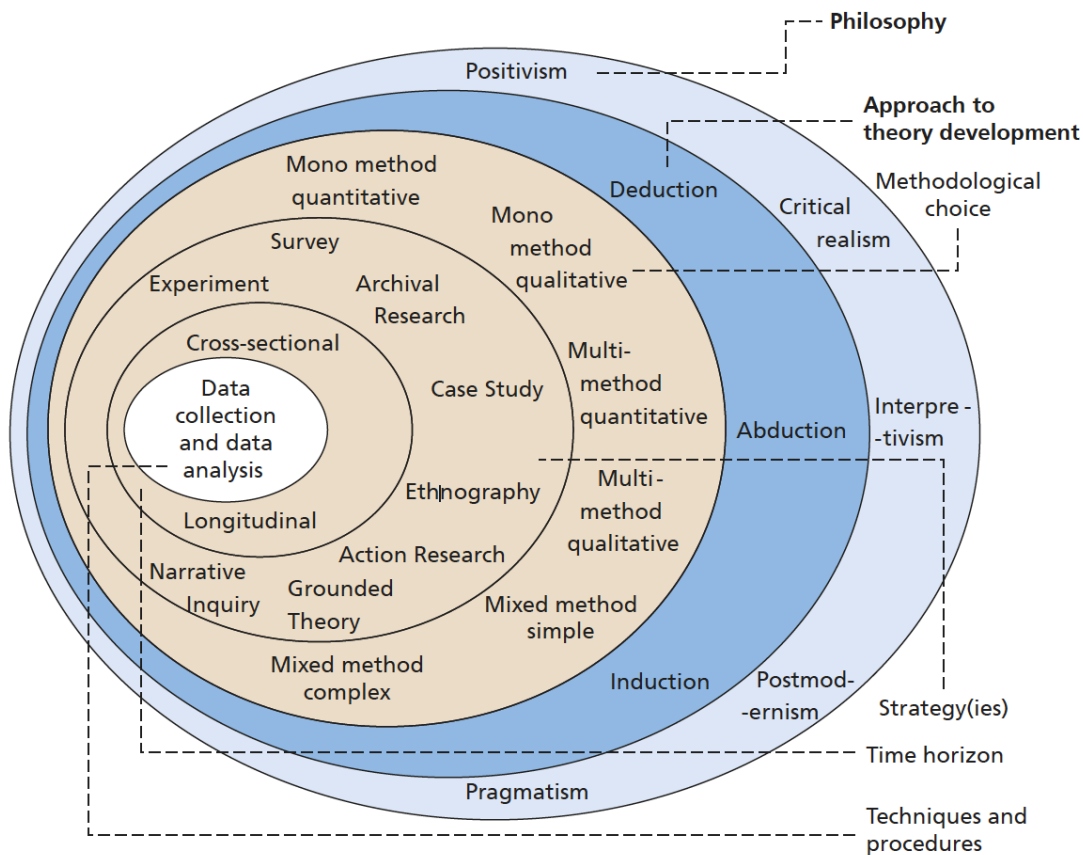 Philosophy
Positivism
Approach to
theory development
Mono method
quantitative
Deduction
Methodological
choice
Critical
realism
Mono
method
qualitative
Survey
Experiment
Archival
Research
Cross-sectional
Multi-
method
quantitative
Case Study
Data
collection
and data
analysis
Abduction
Interpre-
-tivism
Ethnography
Multi-
method
qualitative
Longitudinal
Action Research
Narrative
Inquiry
Grounded
Theory
Mixed method
simple
Mixed method
complex
Induction
Postmod-
-ernism
Strategy(ies)
Time horizon
Pragmatism
Techniques and
procedures